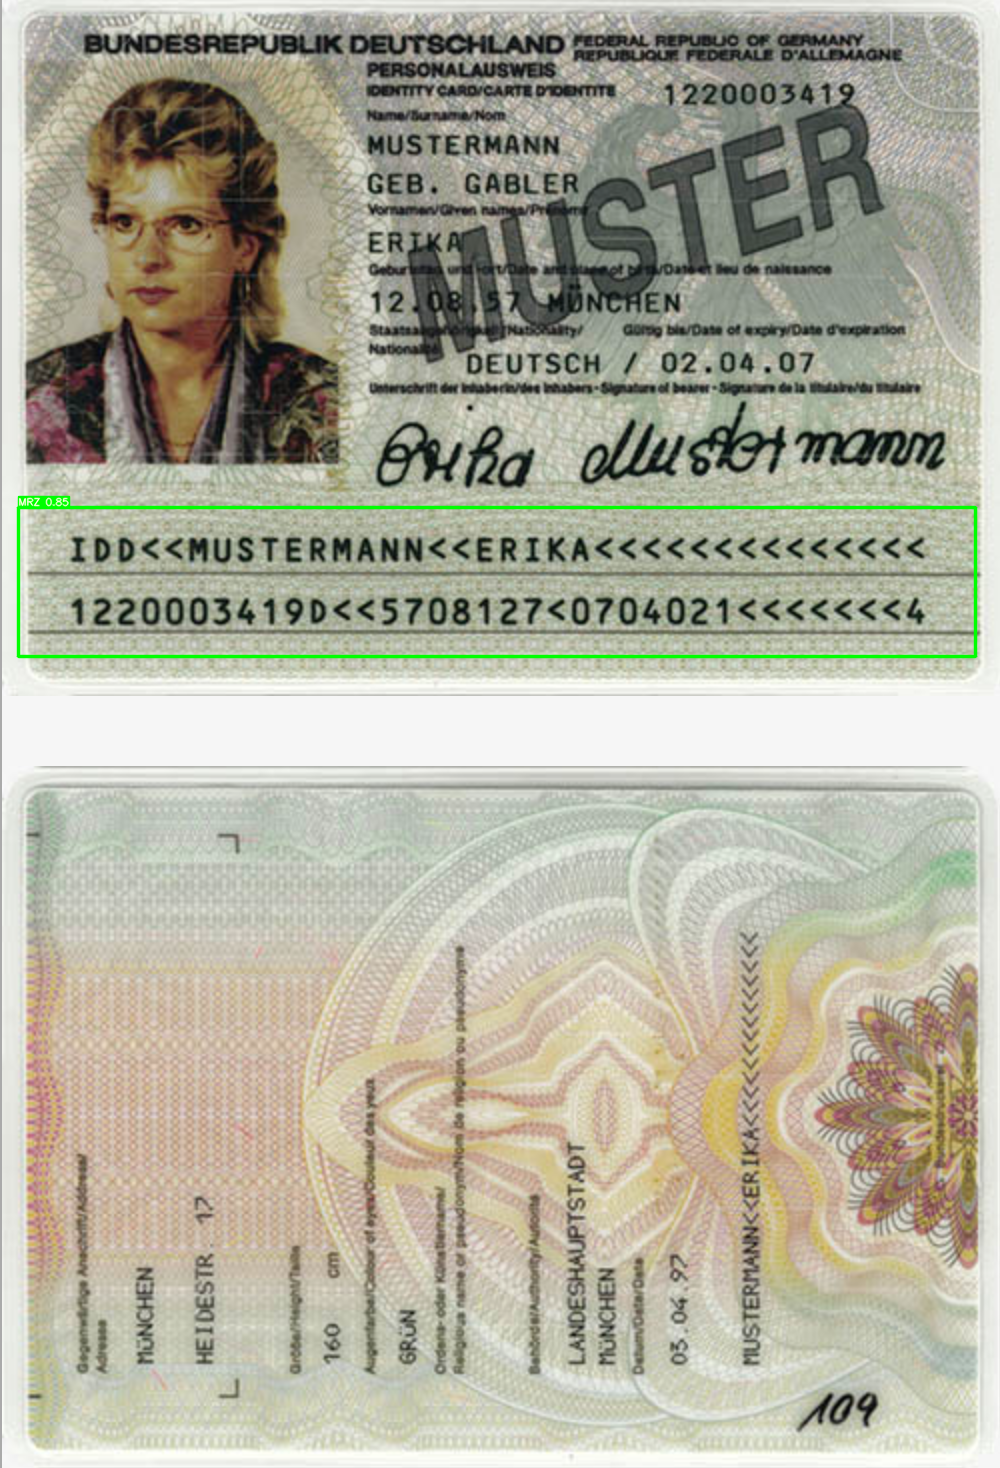 BUNDESREPUBLIK DEUTSCHLAND FEDERAL REPUBLIC OF GERMANY
REPUBLIQUE FEDERALE D'ALLEMAGNE
PERSONALAUSWEIS
IDENTITY CARD/CARTE D'IDENTITE 1220003419
Name/Surname/Nom
MUSTERMANN
GEB. GABLER
Vornamen/Given names/Prénoms
ERIKA
MUSTER
Geburtstag und -ort/Date and place of birth/Date et lieu de naissance
12.08.57 MÜNCHEN
Staatsangehörigkeit/Nationality/ Gültig bis/Date of expiry/Date d'expiration
Nationalité
DEUTSCH / 02.04.07
Unterschrift der Inhaberin/des Inhabers - Signature of bearer - Signature de la titulaire/du titulaire
Erika Mustermann
MRZ 0.85
IDD<<MUSTERMANN<<ERIKA<<<<<<<<<<<<<<
1220003419D<<5708127<0704021<<<<<<<4
Gegenwärtige Anschrift/Address/
Adresse
MÜNCHEN
HEIDESTR. 17
Größe/Height/Taille
160 cm
Augenfarbe/Colour of eyes/Couleur des yeux
GRÜN
Ordens- oder Künstlername/
Religious name or pseudonym/Nom de religion ou pseudonyme
Behörde/Authority/Autorité
LANDESHAUPTSTADT
MÜNCHEN
Datum/Date/Date
03.04.97
MUSTERMANN<<ERIKA<<<<<<<<<<<<<<
Bundesdruckerei
109